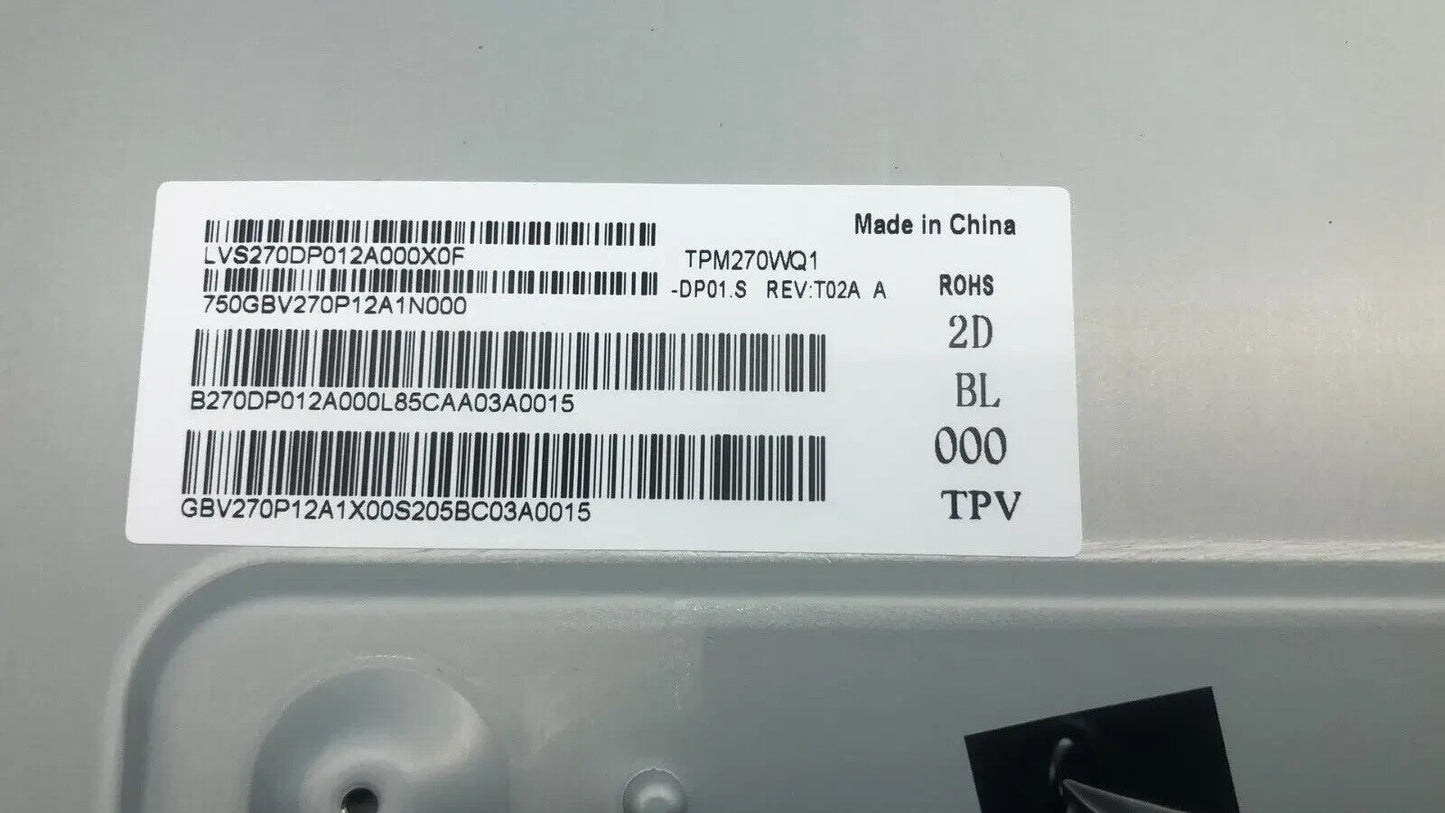 Made in China
LVS270DP012A000X0F
TPM270WQ1
750GBV270P12A1N000
-DP01.S REV:T02A A
ROHS
2D
B270DP012A000L85CAA03A0015
BL
000
GBV270P12A1X00S205BC03A0015
TPV